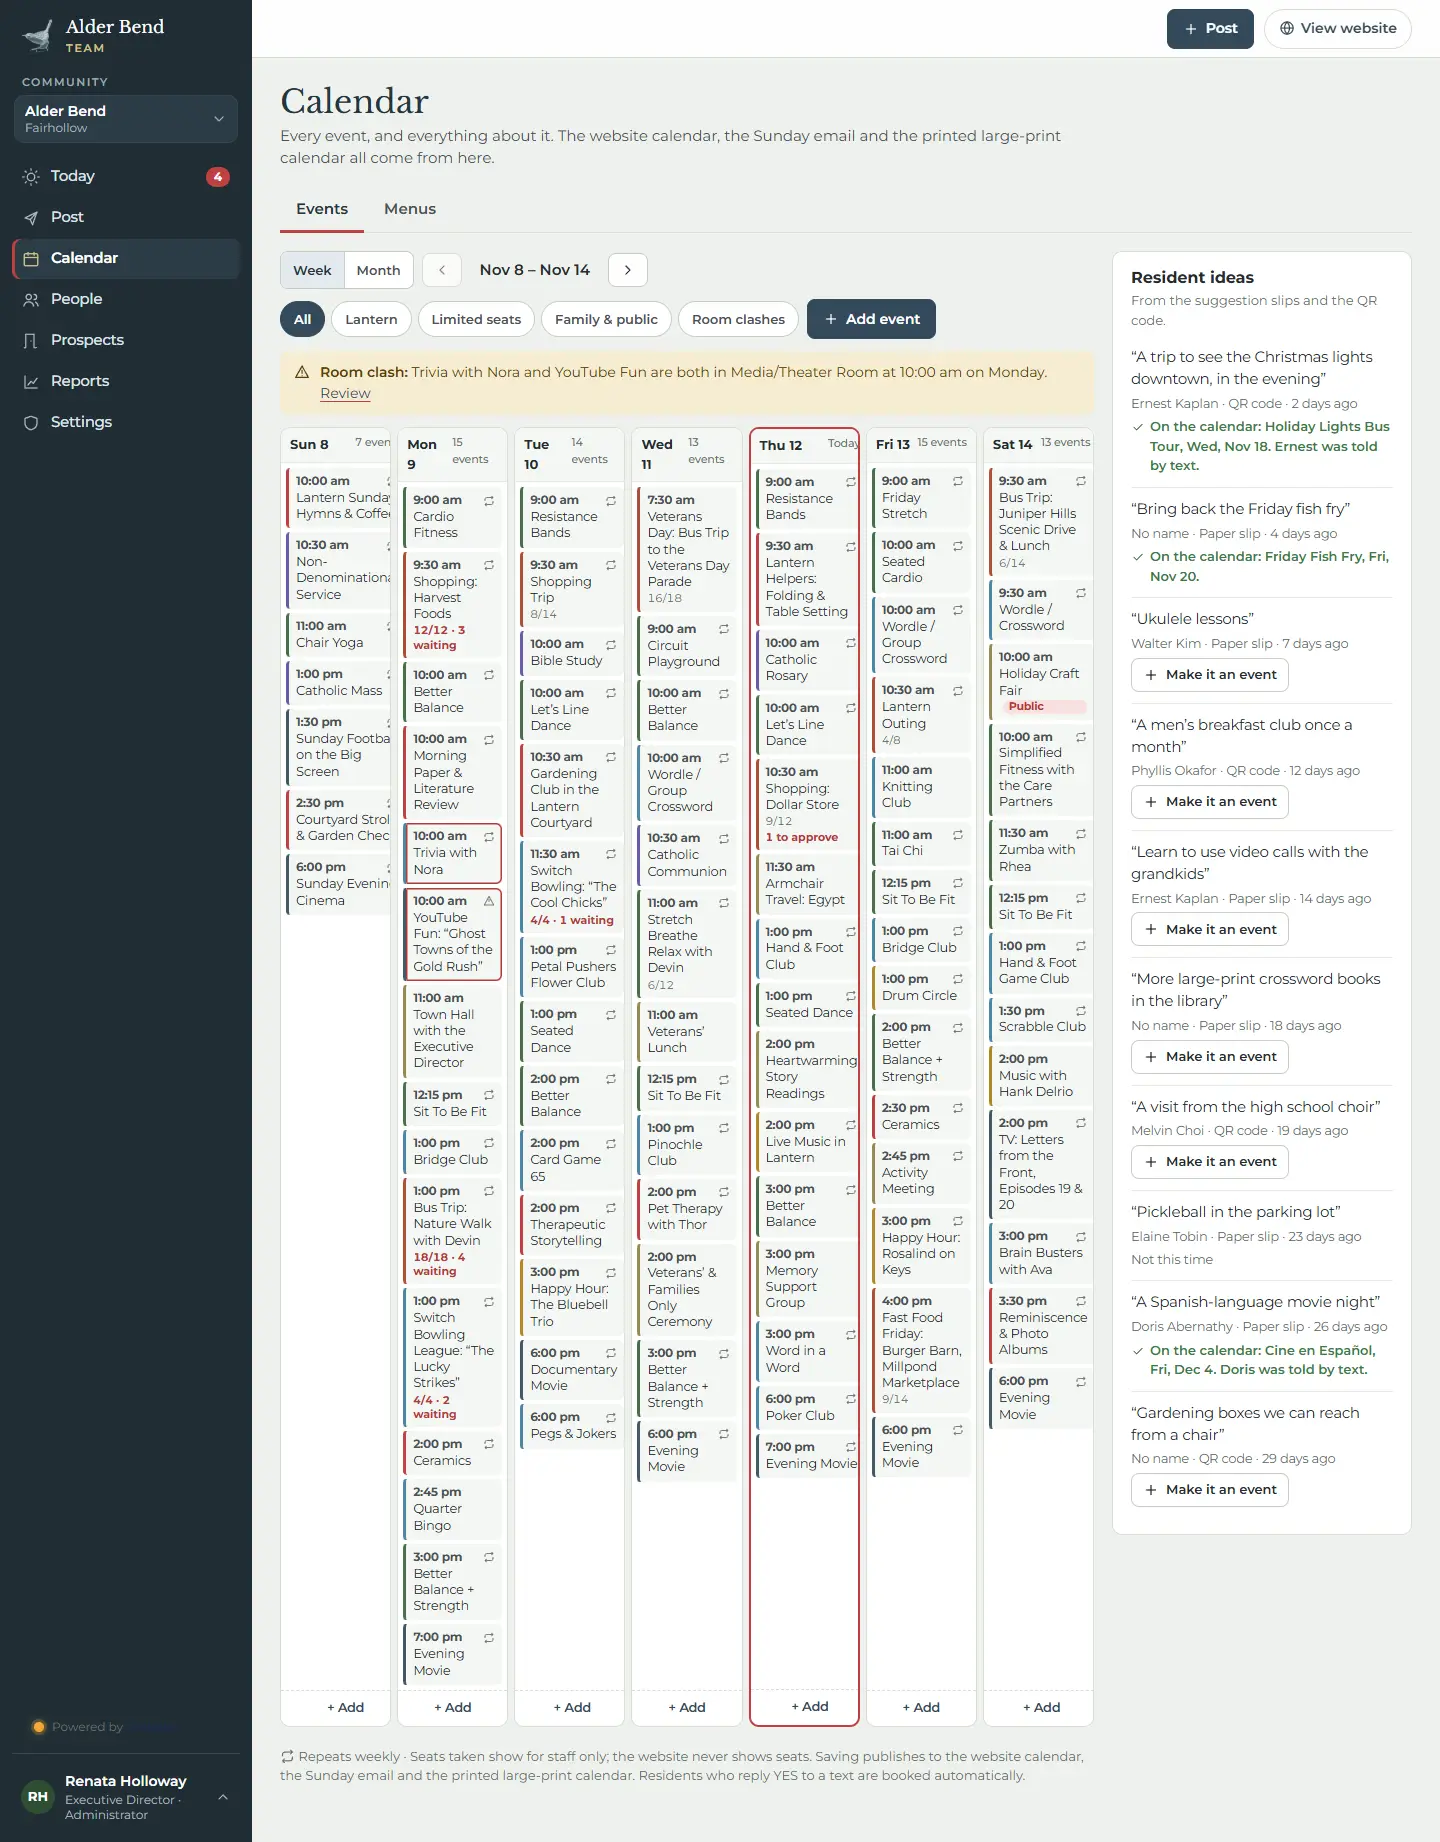 Alder Bend
TEAM
COMMUNITY
Alder Bend
Fairhollow
Today
4
Post
Calendar
People
Prospects
Reports
Settings
Powered by
RH
Renata Holloway
Executive Director ·
Administrator
Post
View website
Calendar
Every event, and everything about it. The website calendar, the Sunday email and the printed large-print
calendar all come from here.
Events
Menus
Week
Month
Nov 8 – Nov 14
All
Lantern
Limited seats
Family & public
Room clashes
Add event
Room clash: Trivia with Nora and YouTube Fun are both in Media/Theater Room at 10:00 am on Monday.
Review
Sun 8
7 even
10:00 am
Lantern Sunday
Hymns & Coffee
10:30 am
Non-
Denominationa
Service
11:00 am
Chair Yoga
1:00 pm
Catholic Mass
1:30 pm
Sunday Footba
on the Big
Screen
2:30 pm
Courtyard Strol
& Garden Chec
6:00 pm
Sunday Evenin
Cinema
+ Add
Mon
9
15
events
9:00 am
Cardio
Fitness
9:30 am
Shopping:
Harvest
Foods
12/12 · 3
waiting
10:00 am
Better
Balance
10:00 am
Morning
Paper &
Literature
Review
10:00 am
Trivia with
Nora
10:00 am
YouTube
Fun: “Ghost
Towns of the
Gold Rush”
11:00 am
Town Hall
with the
Executive
Director
12:15 pm
Sit To Be Fit
1:00 pm
Bridge Club
1:00 pm
Bus Trip:
Nature Walk
with Devin
18/18 · 4
waiting
1:00 pm
Switch
Bowling
League: “The
Lucky
Strikes”
4/4 · 2
waiting
2:00 pm
Ceramics
2:45 pm
Quarter
Bingo
3:00 pm
Better
Balance +
Strength
7:00 pm
Evening
Movie
+ Add
Tue
10
14
events
9:00 am
Resistance
Bands
9:30 am
Shopping
Trip
8/14
10:00 am
Bible Study
10:00 am
Let’s Line
Dance
10:30 am
Gardening
Club in the
Lantern
Courtyard
11:30 am
Switch
Bowling: “The
Cool Chicks”
4/4 · 1 waiting
1:00 pm
Petal Pushers
Flower Club
1:00 pm
Seated
Dance
2:00 pm
Better
Balance
2:00 pm
Card Game
65
2:00 pm
Therapeutic
Storytelling
3:00 pm
Happy Hour:
The Bluebell
Trio
6:00 pm
Documentary
Movie
6:00 pm
Pegs & Jokers
+ Add
Wed
11
13
events
7:30 am
Veterans
Day: Bus Trip
to the
Veterans Day
Parade
16/18
9:00 am
Circuit
Playground
10:00 am
Better
Balance
10:00 am
Wordle /
Group
Crossword
10:30 am
Catholic
Communion
11:00 am
Stretch
Breathe
Relax with
Devin
6/12
11:00 am
Veterans’
Lunch
12:15 pm
Sit To Be Fit
1:00 pm
Pinochle
Club
2:00 pm
Pet Therapy
with Thor
2:00 pm
Veterans’ &
Families
Only
Ceremony
3:00 pm
Better
Balance +
Strength
6:00 pm
Evening
Movie
+ Add
Thu 12
Today
9:00 am
Resistance
Bands
9:30 am
Lantern
Helpers:
Folding &
Table Setting
10:00 am
Catholic
Rosary
10:00 am
Let’s Line
Dance
10:30 am
Shopping:
Dollar Store
9/12
1 to approve
11:30 am
Armchair
Travel: Egypt
1:00 pm
Hand & Foot
Club
1:00 pm
Seated Dance
2:00 pm
Heartwarming
Story
Readings
2:00 pm
Live Music in
Lantern
3:00 pm
Better
Balance
3:00 pm
Memory
Support
Group
3:00 pm
Word in a
Word
6:00 pm
Poker Club
7:00 pm
Evening Movie
+ Add
Fri 13
15 events
9:00 am
Friday
Stretch
10:00 am
Seated
Cardio
10:00 am
Wordle /
Group
Crossword
10:30 am
Lantern
Outing
4/8
11:00 am
Knitting
Club
11:00 am
Tai Chi
12:15 pm
Sit To Be Fit
1:00 pm
Bridge Club
1:00 pm
Drum Circle
2:00 pm
Better
Balance +
Strength
2:30 pm
Ceramics
2:45 pm
Activity
Meeting
3:00 pm
Happy Hour:
Rosalind on
Keys
4:00 pm
Fast Food
Friday:
Burger Barn,
Millpond
Marketplace
9/14
6:00 pm
Evening
Movie
+ Add
Sat 14
13 events
9:30 am
Bus Trip:
Juniper Hills
Scenic Drive
& Lunch
6/14
9:30 am
Wordle /
Crossword
10:00 am
Holiday Craft
Fair
Public
10:00 am
Simplified
Fitness with
the Care
Partners
11:30 am
Zumba with
Rhea
12:15 pm
Sit To Be Fit
1:00 pm
Hand & Foot
Game Club
1:30 pm
Scrabble Club
2:00 pm
Music with
Hank Delrio
2:00 pm
TV: Letters
from the
Front,
Episodes 19 &
20
3:00 pm
Brain Busters
with Ava
3:30 pm
Reminiscence
& Photo
Albums
6:00 pm
Evening
Movie
+ Add
Repeats weekly · Seats taken show for staff only; the website never shows seats. Saving publishes to the website calendar,
the Sunday email and the printed large-print calendar. Residents who reply YES to a text are booked automatically.
Resident ideas
From the suggestion slips and the QR
code.
“A trip to see the Christmas lights
downtown, in the evening”
Ernest Kaplan · QR code · 2 days ago
On the calendar: Holiday Lights Bus
Tour, Wed, Nov 18. Ernest was told
by text.
“Bring back the Friday fish fry”
No name · Paper slip · 4 days ago
On the calendar: Friday Fish Fry, Fri,
Nov 20.
“Ukulele lessons”
Walter Kim · Paper slip · 7 days ago
Make it an event
“A men’s breakfast club once a
month”
Phyllis Okafor · QR code · 12 days ago
Make it an event
“Learn to use video calls with the
grandkids”
Ernest Kaplan · Paper slip · 14 days ago
Make it an event
“More large-print crossword books
in the library”
No name · Paper slip · 18 days ago
Make it an event
“A visit from the high school choir”
Melvin Choi · QR code · 19 days ago
Make it an event
“Pickleball in the parking lot”
Elaine Tobin · Paper slip · 23 days ago
Not this time
“A Spanish-language movie night”
Doris Abernathy · Paper slip · 26 days ago
On the calendar: Cine en Español,
Fri, Dec 4. Doris was told by text.
“Gardening boxes we can reach
from a chair”
No name · QR code · 29 days ago
Make it an event